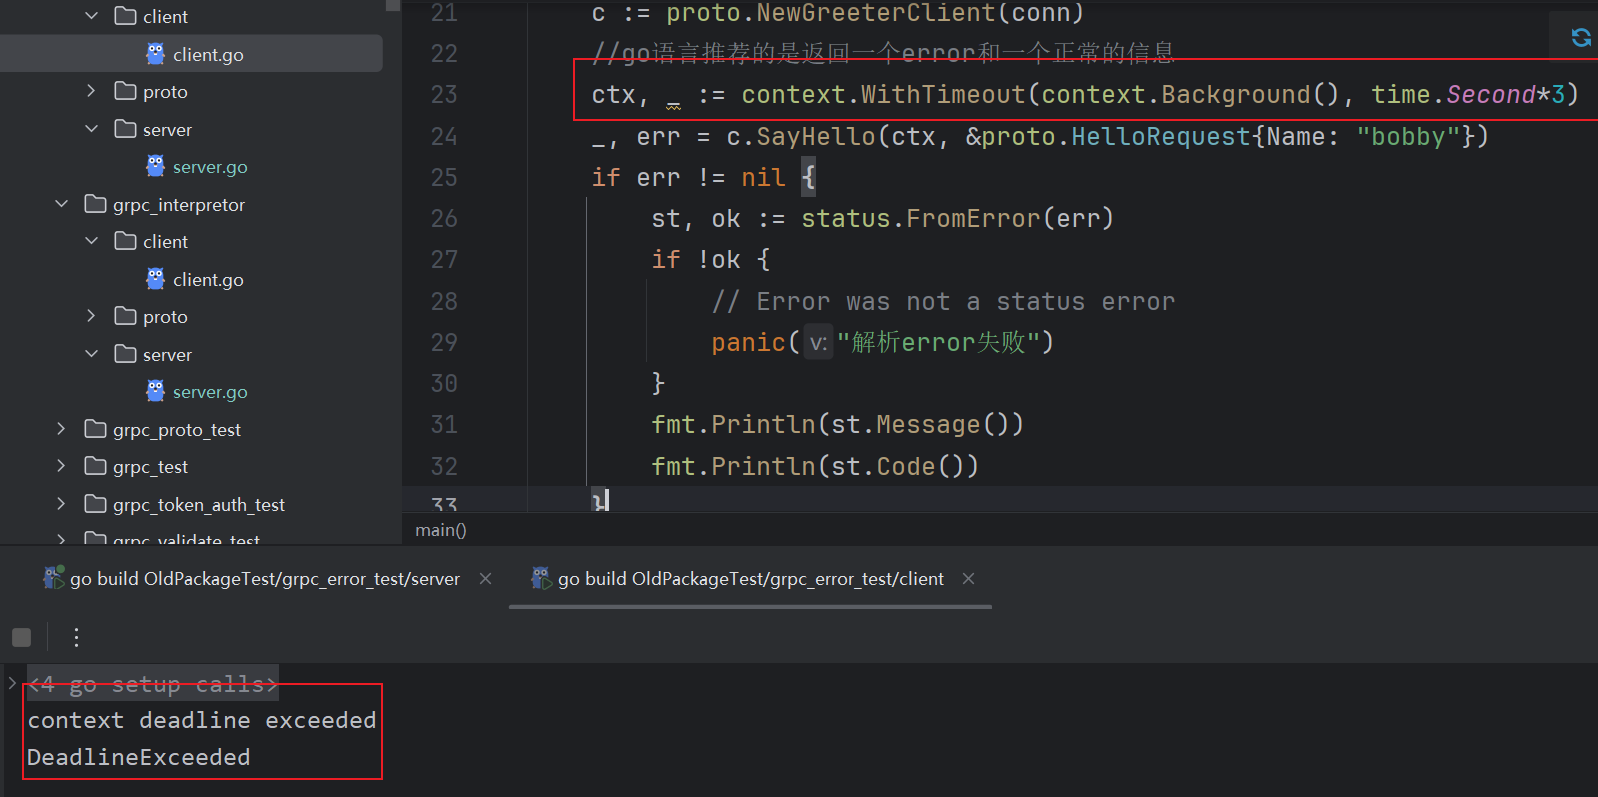 client
client.go
proto
server
server.go
grpc_interpretor
client
client.go
proto
server
server.go
grpc_proto_test
grpc_test
grpc_token_auth_test
grpc_validate_test
21 c := proto.NewGreeterClient(conn)
22 //go语言推荐的是返回一个error和一个正常的信息
23 ctx, _ := context.WithTimeout(context.Background(), time.Second*3)
24 _, err = c.SayHello(ctx, &proto.HelloRequest{Name: "bobby"})
25 if err != nil {
26 st, ok := status.FromError(err)
27 if !ok {
28 // Error was not a status error
29 panic( v: "解析error失败")
30 }
31 fmt.Println(st.Message())
32 fmt.Println(st.Code())
33 }
main()
go build OldPackageTest/grpc_error_test/server
go build OldPackageTest/grpc_error_test/client
<4 go setup calls>
context deadline exceeded
DeadlineExceeded